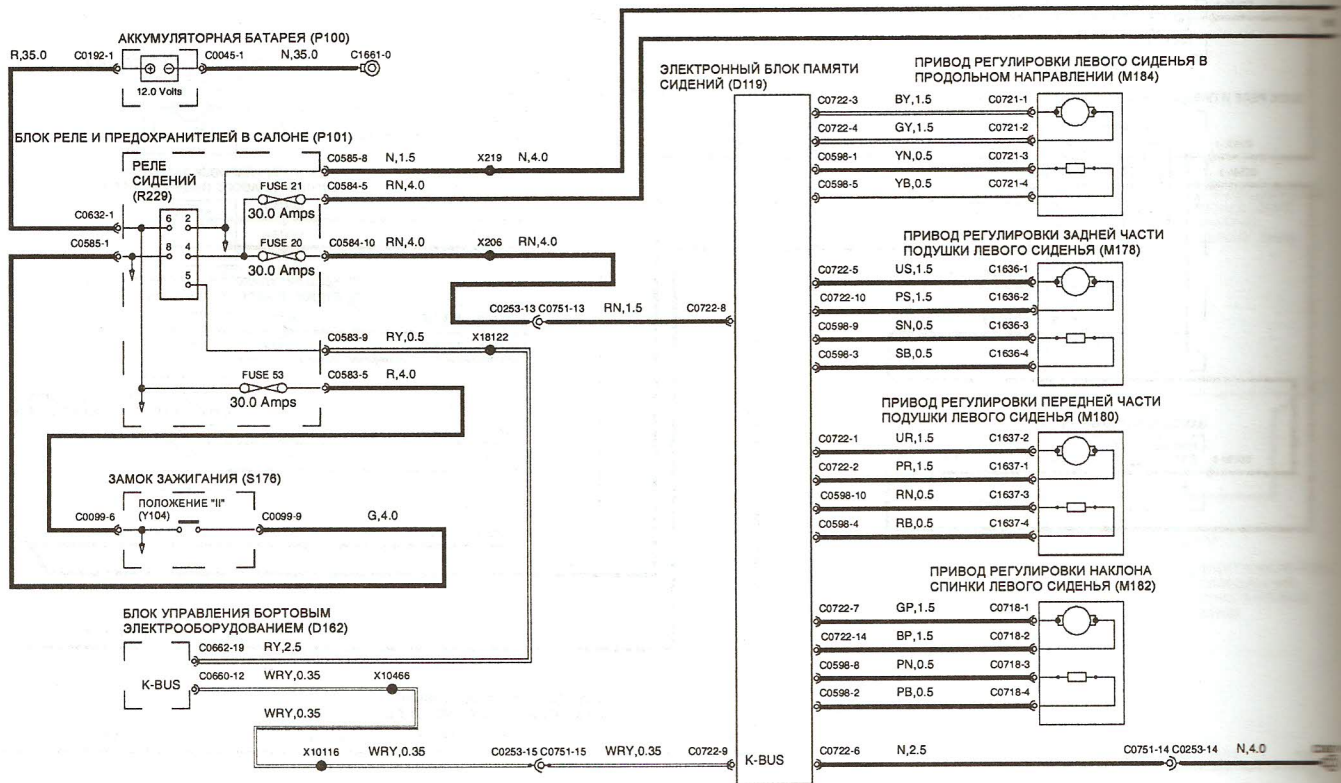 АККУМУЛЯТОРНАЯ БАТАРЕЯ (P100)
R,35.0 C0192-1 C0045-1 N,35.0 C1661-0
12.0 Volts
БЛОК РЕЛЕ И ПРЕДОХРАНИТЕЛЕЙ В САЛОНЕ (P101)
РЕЛЕ
СИДЕНИЙ
(R229)
C0585-8 N,1.5 X219 N,4.0
FUSE 21
30.0 Amps
C0584-5 RN,4.0
C0632-1
6 2
C0585-1
8 4
5
FUSE 20
30.0 Amps
C0584-10 RN,4.0 X206 RN,4.0
C0253-13 C0751-13 RN,1.5 C0722-8
C0583-9 RY,0.5 X18122
FUSE 53
30.0 Amps
C0583-5 R,4.0
ЗАМОК ЗАЖИГАНИЯ (S176)
ПОЛОЖЕНИЕ "II"
(Y104)
C0099-6 C0099-9 G,4.0
БЛОК УПРАВЛЕНИЯ БОРТОВЫМ
ЭЛЕКТРООБОРУДОВАНИЕМ (D162)
C0662-19 RY,2.5
K-BUS
C0660-12 WRY,0.35 X10466
WRY,0.35
X10116 WRY,0.35 C0253-15 C0751-15 WRY,0.35 C0722-9
ЭЛЕКТРОННЫЙ БЛОК ПАМЯТИ
СИДЕНИЙ (D119)
K-BUS
ПРИВОД РЕГУЛИРОВКИ ЛЕВОГО СИДЕНЬЯ В
ПРОДОЛЬНОМ НАПРАВЛЕНИИ (M184)
C0722-3 BY,1.5 C0721-1
C0722-4 GY,1.5 C0721-2
C0598-1 YN,0.5 C0721-3
C0598-5 YB,0.5 C0721-4
ПРИВОД РЕГУЛИРОВКИ ЗАДНЕЙ ЧАСТИ
ПОДУШКИ ЛЕВОГО СИДЕНЬЯ (M178)
C0722-5 US,1.5 C1636-1
C0722-10 PS,1.5 C1636-2
C0598-9 SN,0.5 C1636-3
C0598-3 SB,0.5 C1636-4
ПРИВОД РЕГУЛИРОВКИ ПЕРЕДНЕЙ ЧАСТИ
ПОДУШКИ ЛЕВОГО СИДЕНЬЯ (M180)
C0722-1 UR,1.5 C1637-2
C0722-2 PR,1.5 C1637-1
C0598-10 RN,0.5 C1637-3
C0598-4 RB,0.5 C1637-4
ПРИВОД РЕГУЛИРОВКИ НАКЛОНА
СПИНКИ ЛЕВОГО СИДЕНЬЯ (M182)
C0722-7 GP,1.5 C0718-1
C0722-14 BP,1.5 C0718-2
C0598-8 PN,0.5 C0718-3
C0598-2 PB,0.5 C0718-4
C0722-6 N,2.5 C0751-14 C0253-14 N,4.0